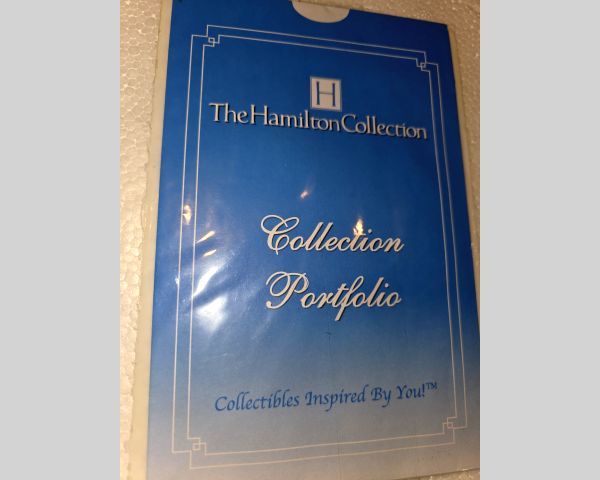 H
The Hamilton Collection
Collection
Portfolio
Collectibles Inspired By You!™